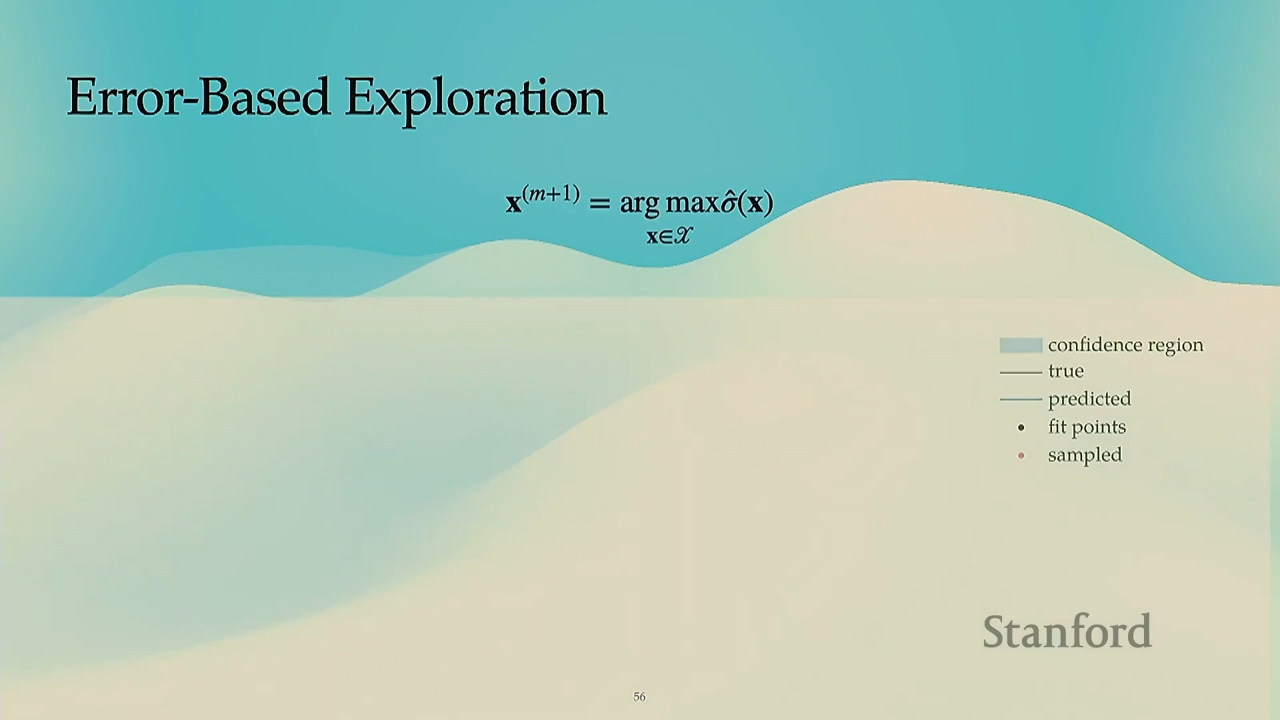 Error-Based Exploration
𝐱^(m+1) = arg max σ̂(𝐱)
𝐱∈𝒳
confidence region
true
predicted
fit points
sampled
Stanford
56